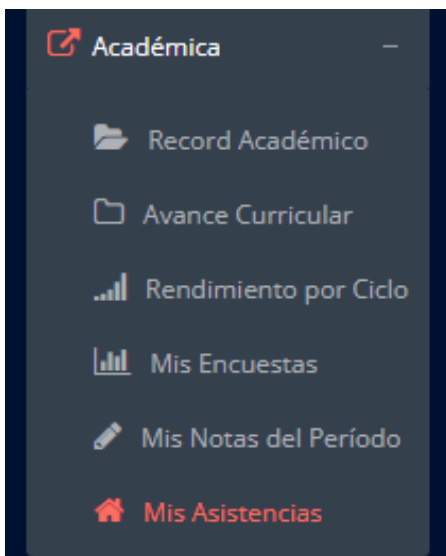 Académica
Record Académico
Avance Curricular
Rendimiento por Ciclo
Mis Encuestas
Mis Notas del Período
Mis Asistencias